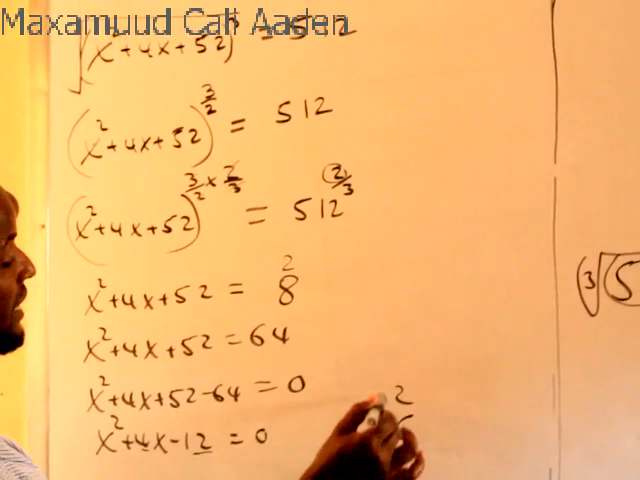 Maxamuud Cali Aaden
√(x²+4x+52)³ = 512
(x²+4x+52)^(3/2) = 512
(x²+4x+52)^(3/2 × 2/3) = 512^(2/3)
x²+4x+52 = 8²
x²+4x+52 = 64
x²+4x+52-64 = 0
x²+4x-12 = 0
2